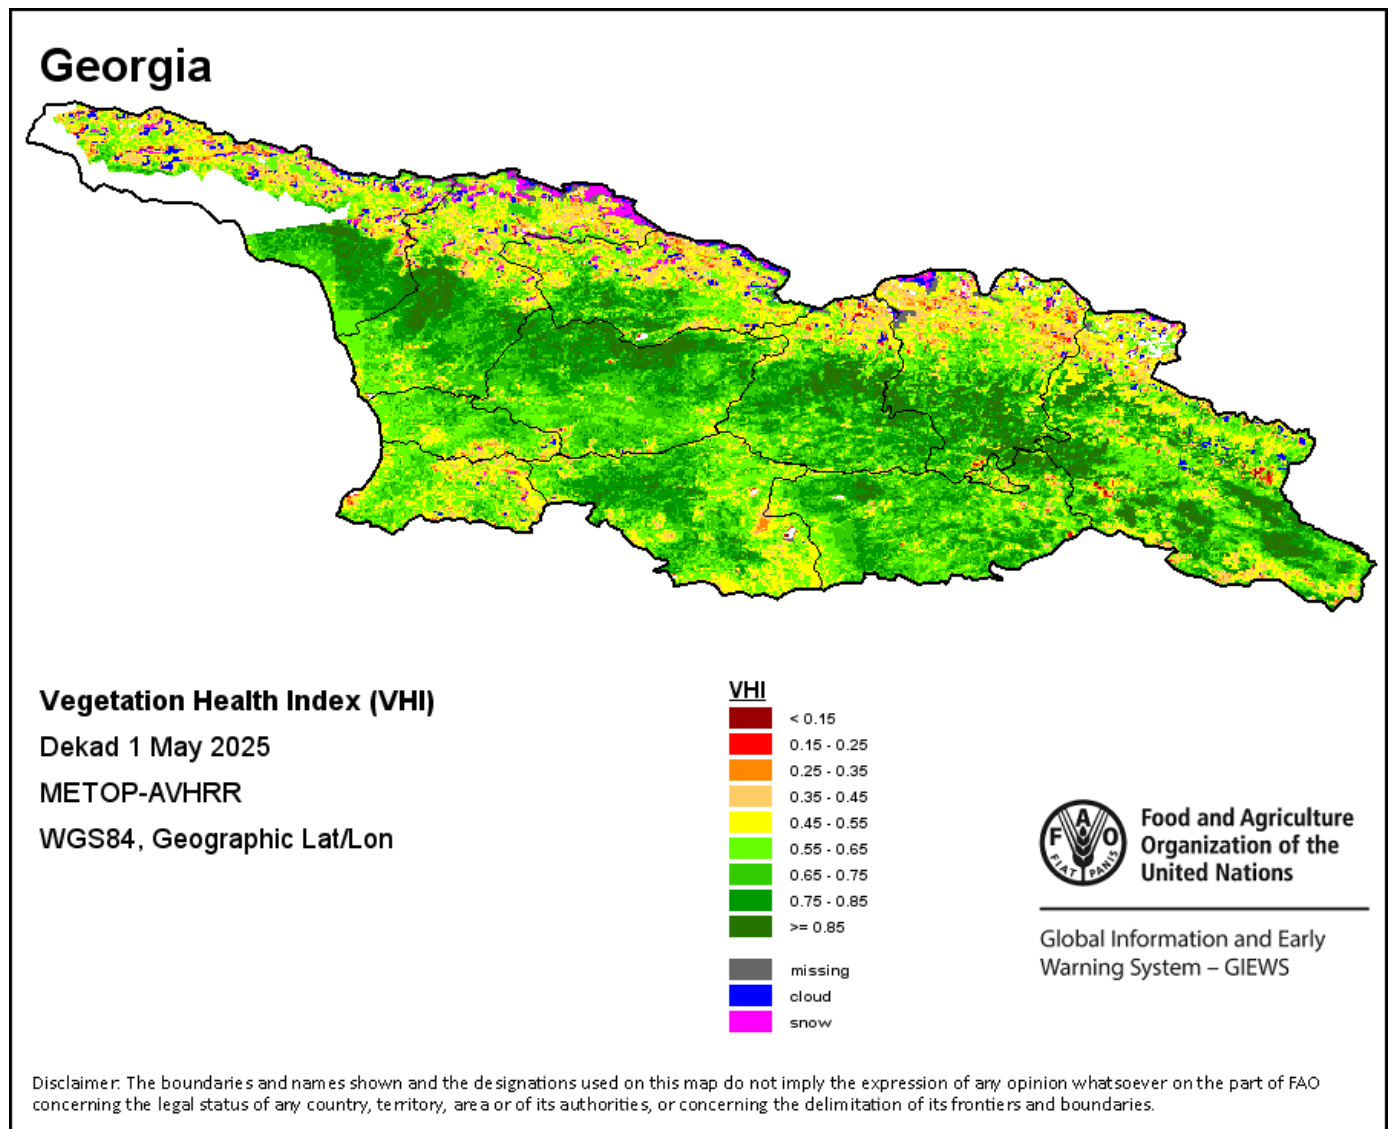 Georgia
Vegetation Health Index (VHI)
Dekad 1 May 2025
METOP-AVHRR
WGS84, Geographic Lat/Lon
VHI
< 0.15
0.15 - 0.25
0.25 - 0.35
0.35 - 0.45
0.45 - 0.55
0.55 - 0.65
0.65 - 0.75
0.75 - 0.85
>= 0.85
missing
cloud
snow
F A O
FIAT PANIS
Food and Agriculture
Organization of the
United Nations
Global Information and Early
Warning System – GIEWS
Disclaimer: The boundaries and names shown and the designations used on this map do not imply the expression of any opinion whatsoever on the part of FAO
concerning the legal status of any country, territory, area or of its authorities, or concerning the delimitation of its frontiers and boundaries.